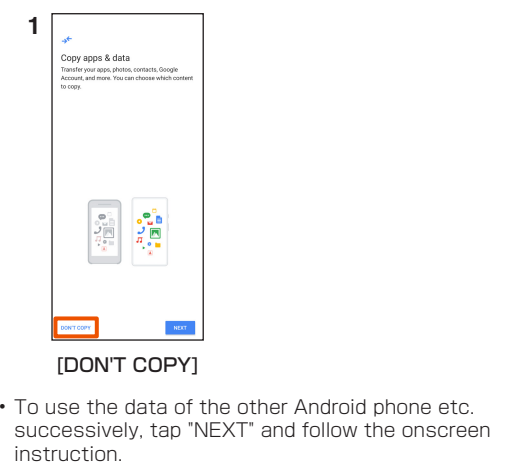 1
Copy apps & data
Transfer your apps, photos, contacts, Google
Account, and more. You can choose which content
to copy.
DON'T COPY
NEXT
[DON'T COPY]
• To use the data of the other Android phone etc.
successively, tap "NEXT" and follow the onscreen
instruction.